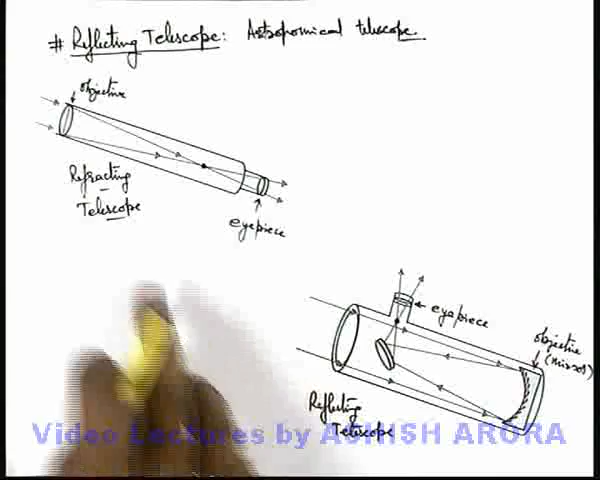 # Reflecting Telescope: Astronomical telescope.
objective
Refracting
Telescope
eyepiece
eyepiece
objective
(mirror)
Reflecting
Telescope
Video Lectures by ASHISH ARORA